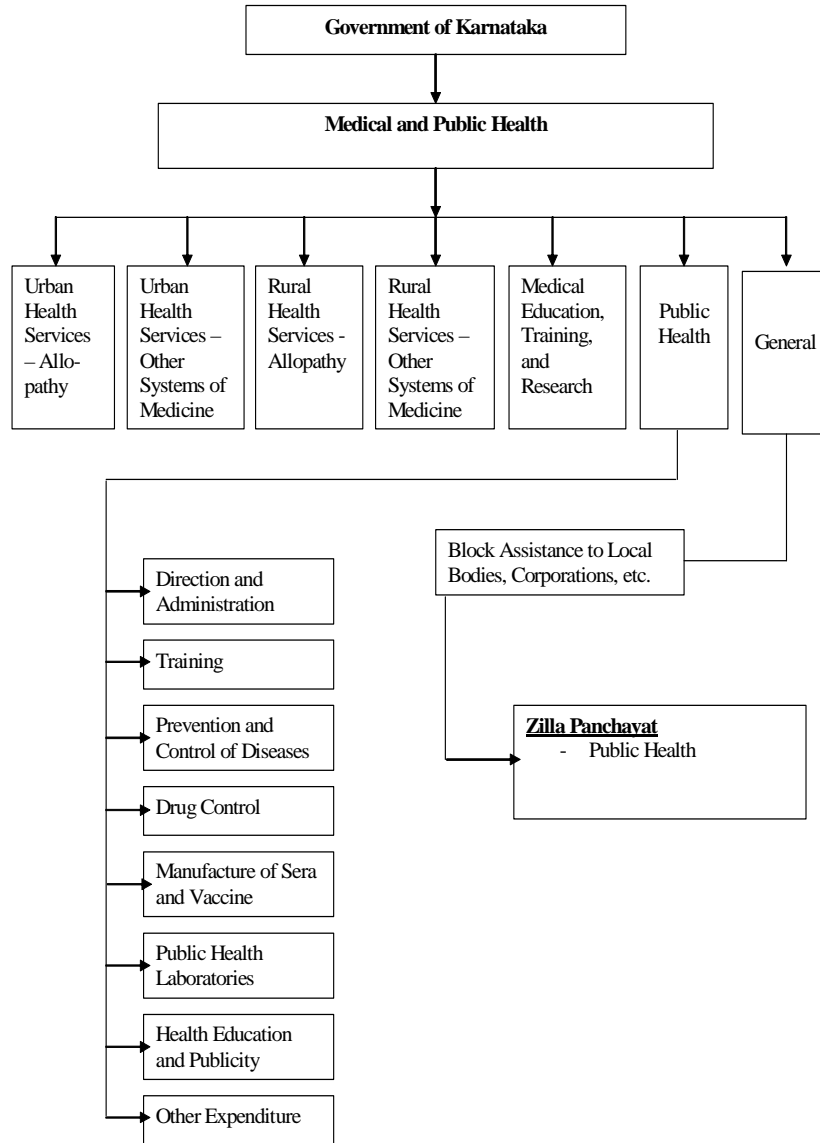 Government of Karnataka
Medical and Public Health
Urban
Health
Services
– Allo-
pathy
Urban
Health
Services –
Other
Systems of
Medicine
Rural
Health
Services -
Allopathy
Rural
Health
Services –
Other
Systems of
Medicine
Medical
Education,
Training,
and
Research
Public
Health
General
Block Assistance to Local
Bodies, Corporations, etc.
Zilla Panchayat
- Public Health
Direction and
Administration
Training
Prevention and
Control of Diseases
Drug Control
Manufacture of Sera
and Vaccine
Public Health
Laboratories
Health Education
and Publicity
Other Expenditure